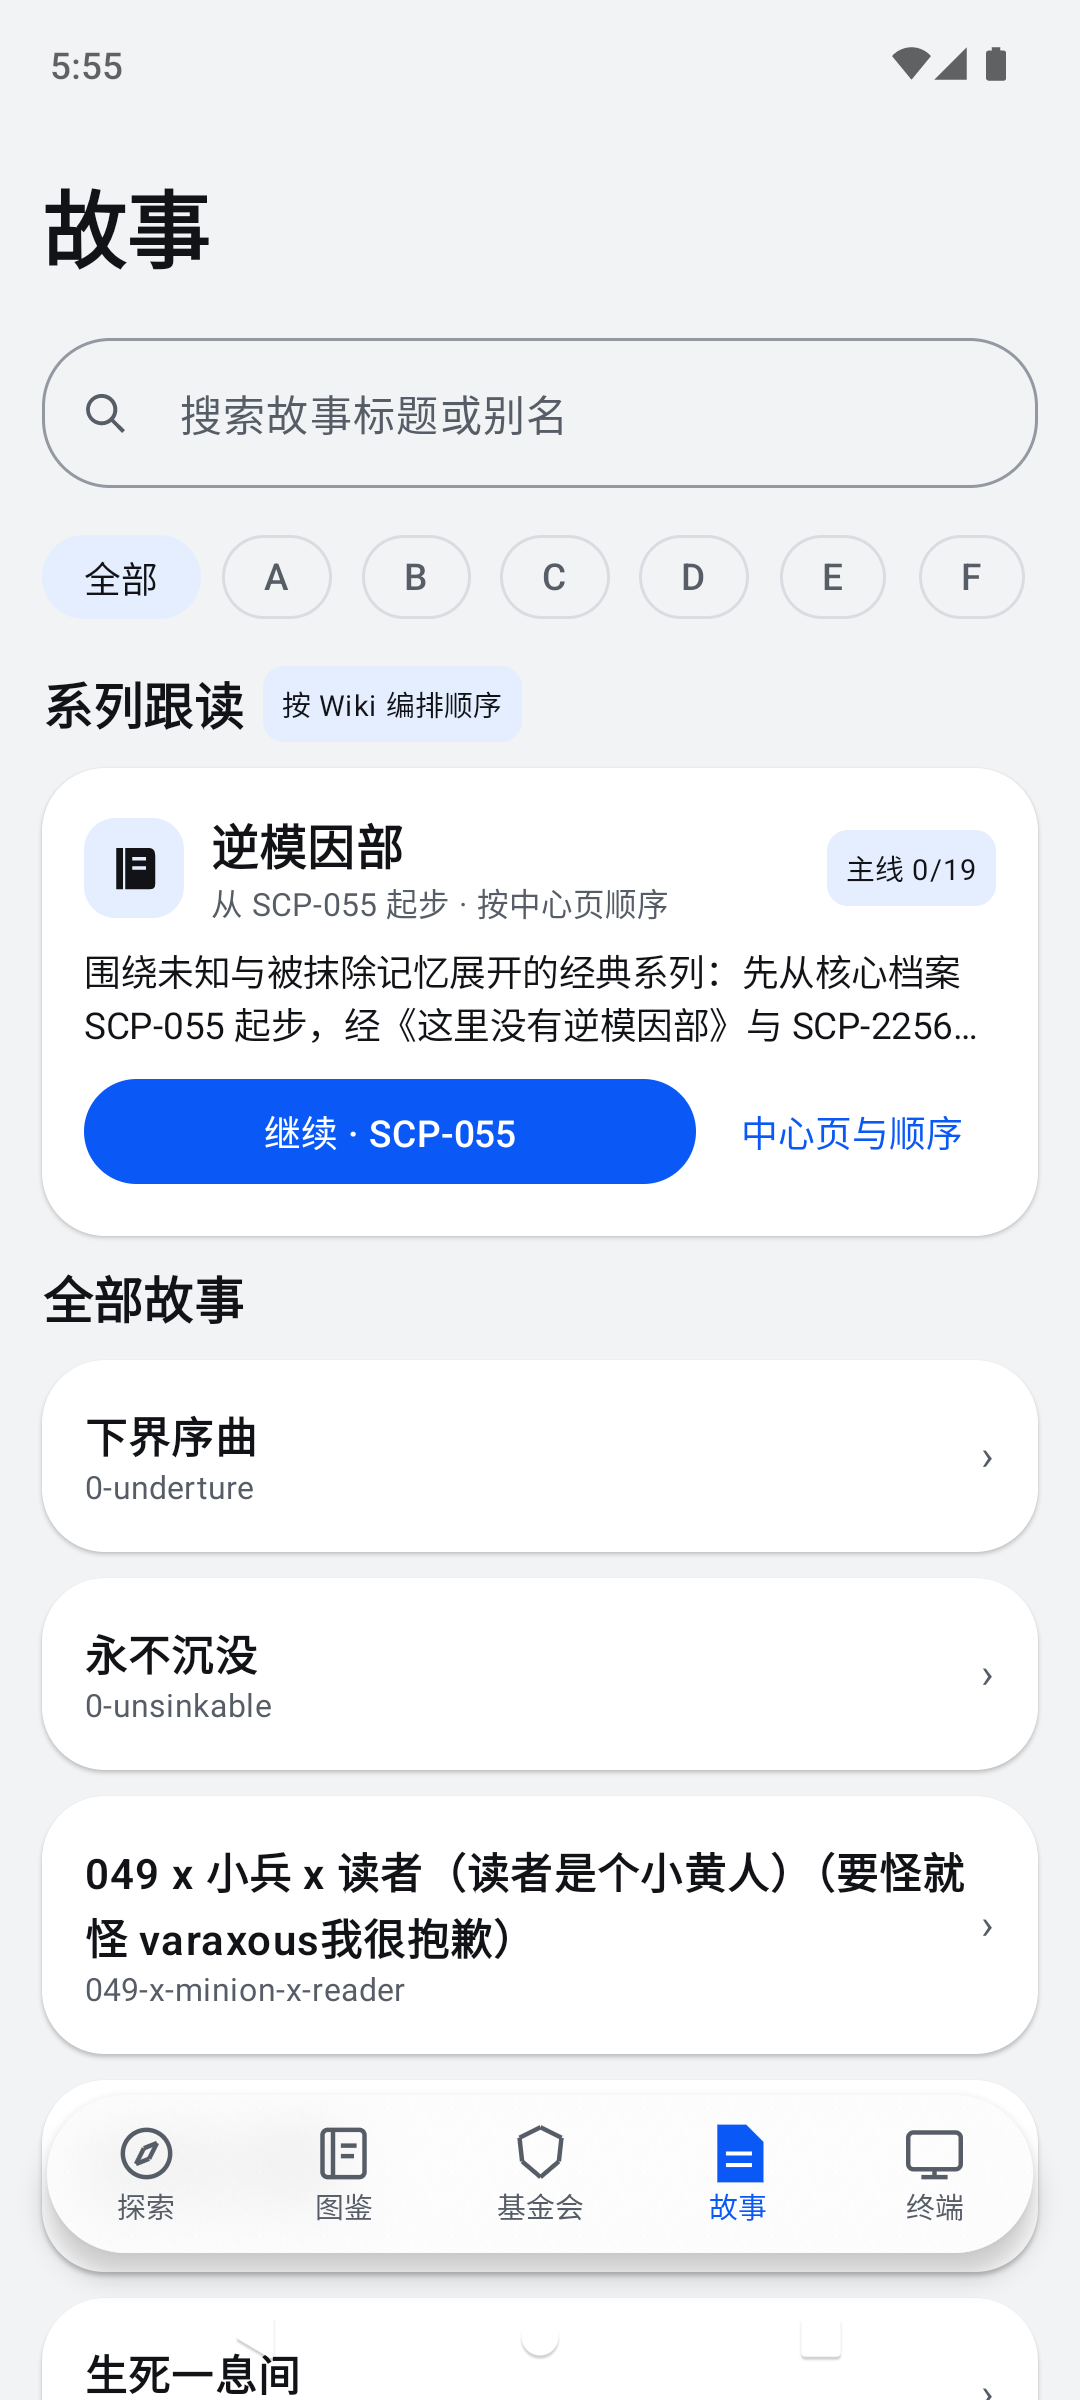 5:55
故事
搜索故事标题或别名
全部 A B C D E F
系列跟读 按 Wiki 编排顺序
逆模因部
从 SCP-055 起步 · 按中心页顺序
主线 0/19
围绕未知与被抹除记忆展开的经典系列：先从核心档案
SCP-055 起步，经《这里没有逆模因部》与 SCP-2256…
继续 · SCP-055
中心页与顺序
全部故事
下界序曲
0-underture
›
永不沉没
0-unsinkable
›
049 x 小兵 x 读者（读者是个小黄人）（要怪就
怪 varaxous我很抱歉）
049-x-minion-x-reader
›
探索 图鉴 基金会 故事 终端
生死一息间
›